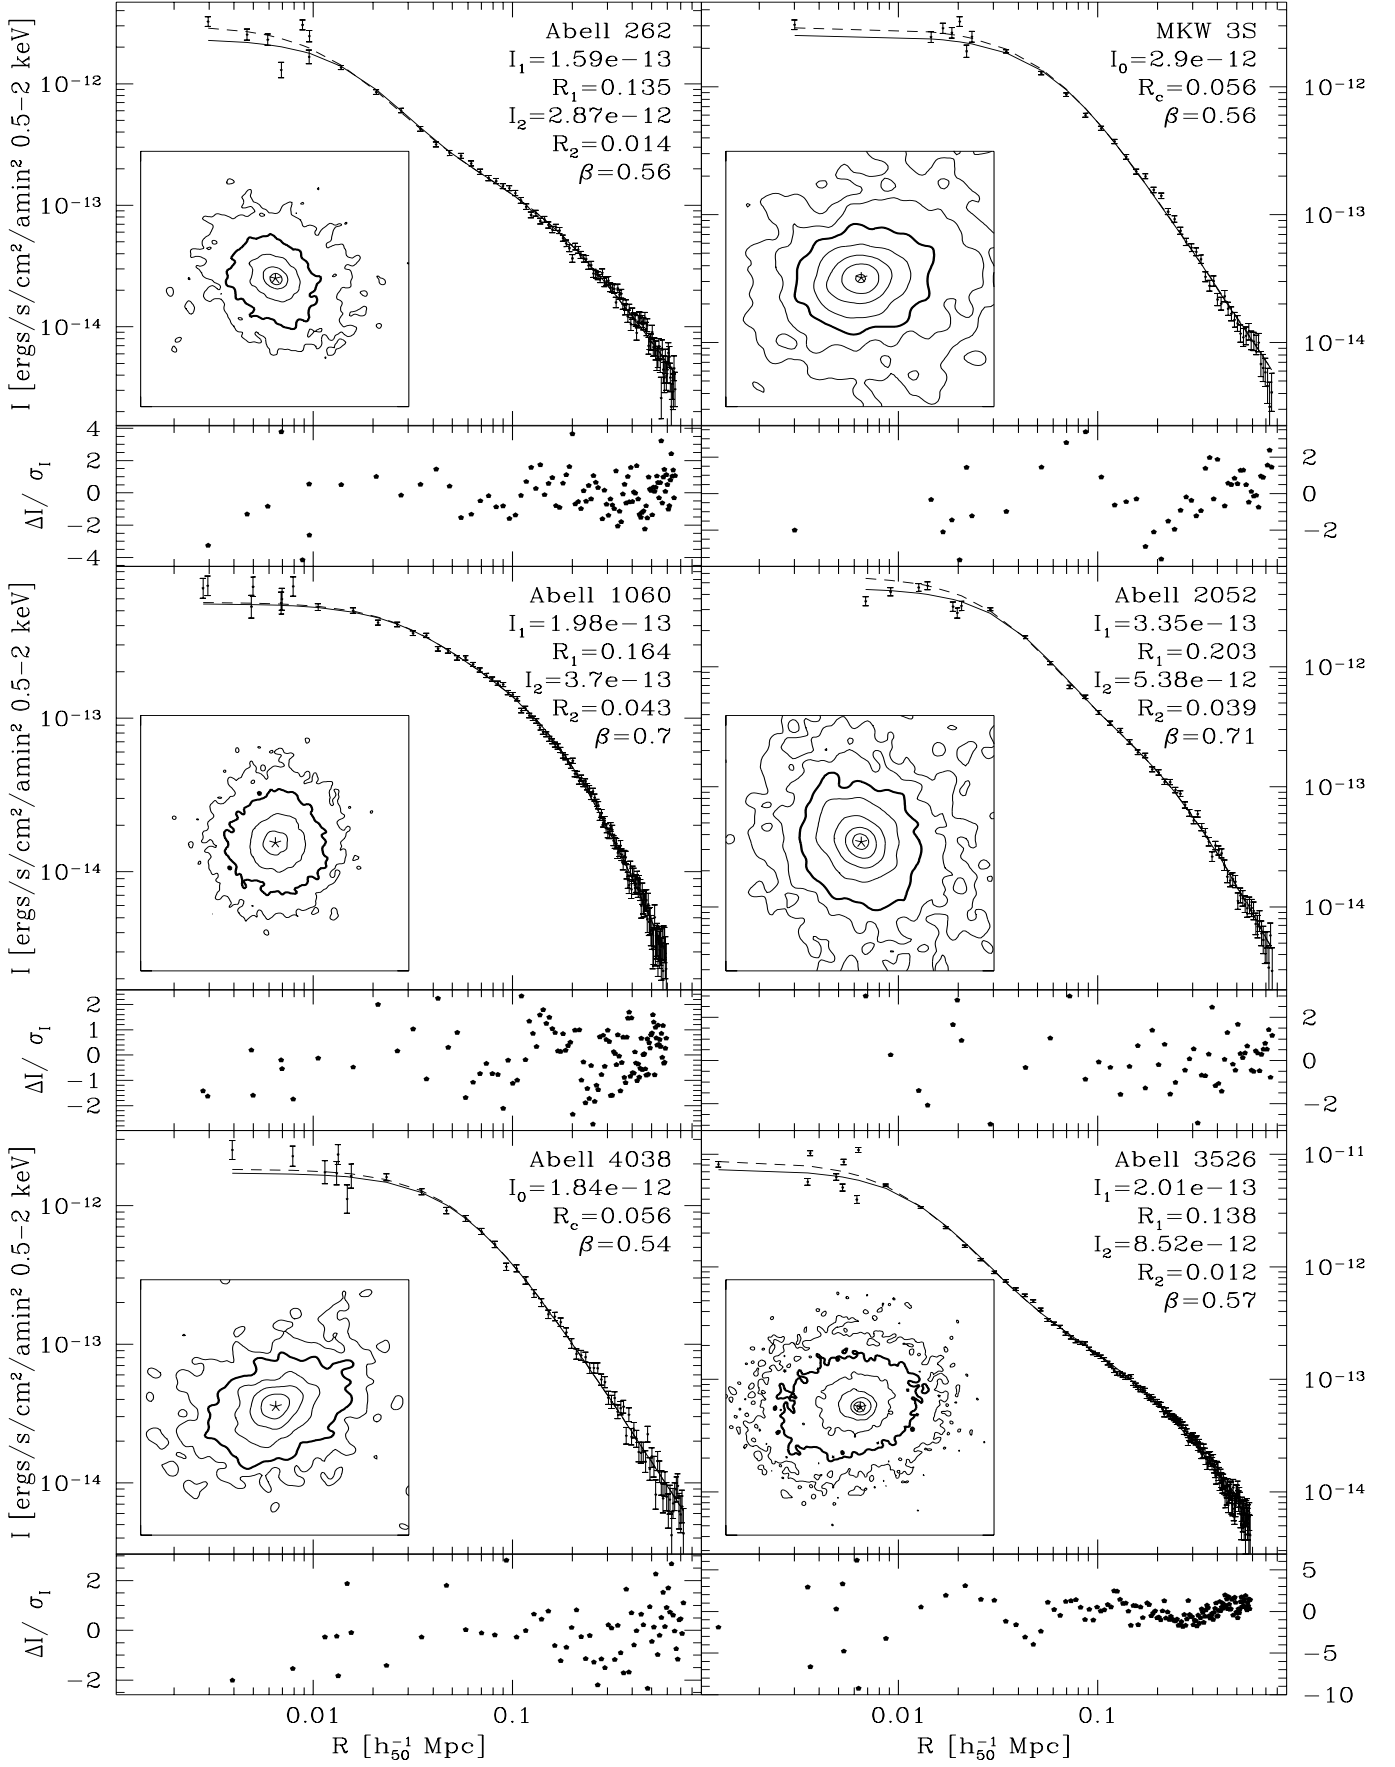 I [ergs/s/cm² /amin² 0.5−2 keV]
10⁻¹²
10⁻¹³
10⁻¹⁴
Abell 262
I₁=1.59e−13
R₁=0.135
I₂=2.87e−12
R₂=0.014
β=0.56
MKW 3S
I₀=2.9e−12
R_c=0.056
β=0.56
10⁻¹²
10⁻¹³
10⁻¹⁴
ΔI/ σ_I
4
2
0
−2
−4
2
0
−2
I [ergs/s/cm² /amin² 0.5−2 keV]
10⁻¹³
10⁻¹⁴
Abell 1060
I₁=1.98e−13
R₁=0.164
I₂=3.7e−13
R₂=0.043
β=0.7
Abell 2052
I₁=3.35e−13
R₁=0.203
I₂=5.38e−12
R₂=0.039
β=0.71
10⁻¹²
10⁻¹³
10⁻¹⁴
ΔI/ σ_I
2
1
0
−1
−2
2
0
−2
I [ergs/s/cm² /amin² 0.5−2 keV]
10⁻¹²
10⁻¹³
10⁻¹⁴
Abell 4038
I₀=1.84e−12
R_c=0.056
β=0.54
Abell 3526
I₁=2.01e−13
R₁=0.138
I₂=8.52e−12
R₂=0.012
β=0.57
10⁻¹¹
10⁻¹²
10⁻¹³
10⁻¹⁴
ΔI/ σ_I
2
0
−2
5
0
−5
−10
0.01 0.1
0.01 0.1
R [h₅₀⁻¹ Mpc]
R [h₅₀⁻¹ Mpc]